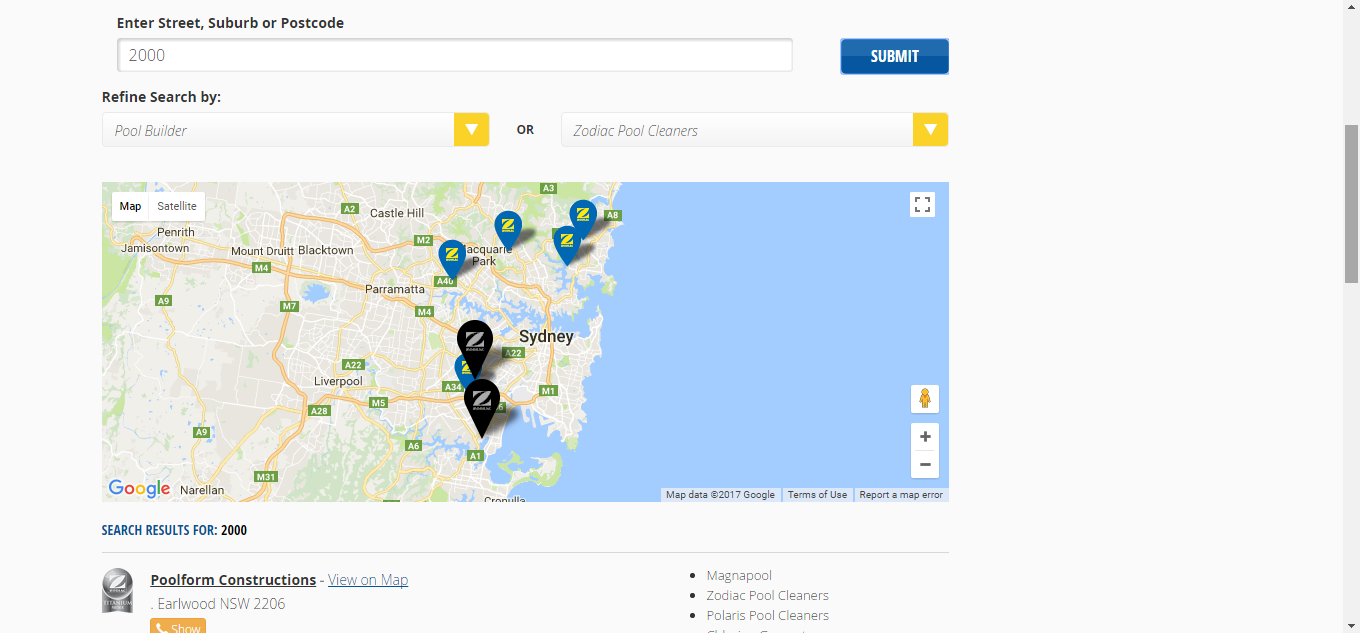 Enter Street, Suburb or Postcode
2000
SUBMIT
Refine Search by:
Pool Builder
OR
Zodiac Pool Cleaners
Map
Satellite
A3
A2
Castle Hill
A8
Penrith
Jamisontown
Mount Druitt
Blacktown
M2
Macquarie
Park
M4
A40
Parramatta
A9
M7
M4
Sydney
A22
A22
Liverpool
A34
M1
M5
A28
A9
A6
A1
M31
Google
Narellan
Cronulla
Map data ©2017 Google
Terms of Use
Report a map error
SEARCH RESULTS FOR: 2000
Poolform Constructions - View on Map
. Earlwood NSW 2206
Show
Magnapool
Zodiac Pool Cleaners
Polaris Pool Cleaners